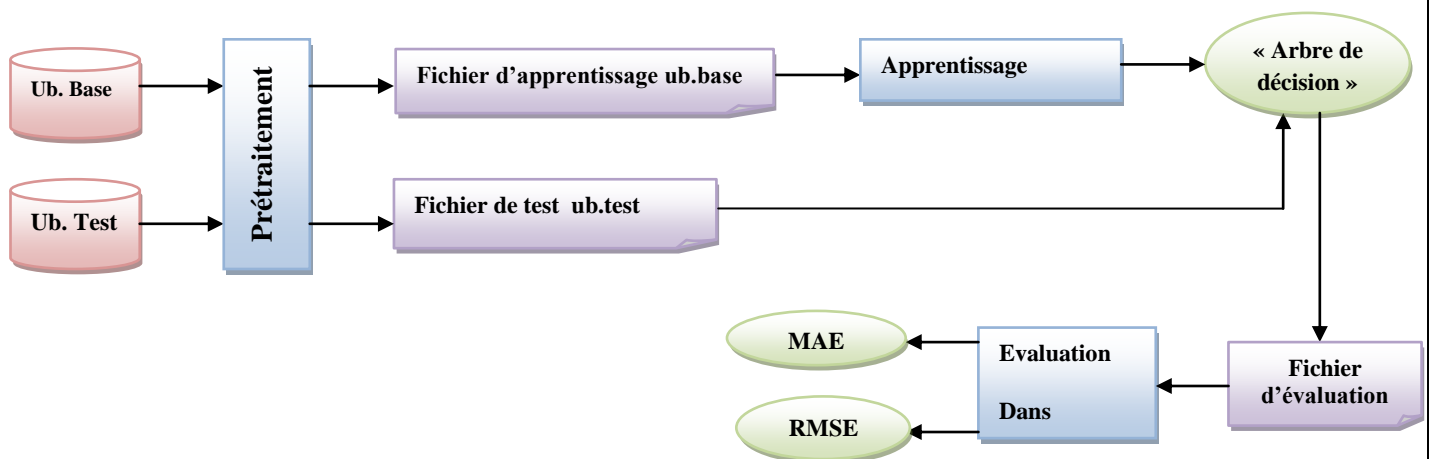 Ub. Base
Prétraitement
Fichier d’apprentissage ub.base
Apprentissage
« Arbre de
décision »
Ub. Test
Fichier de test ub.test
MAE
RMSE
Evaluation
Dans
Fichier
d’évaluation